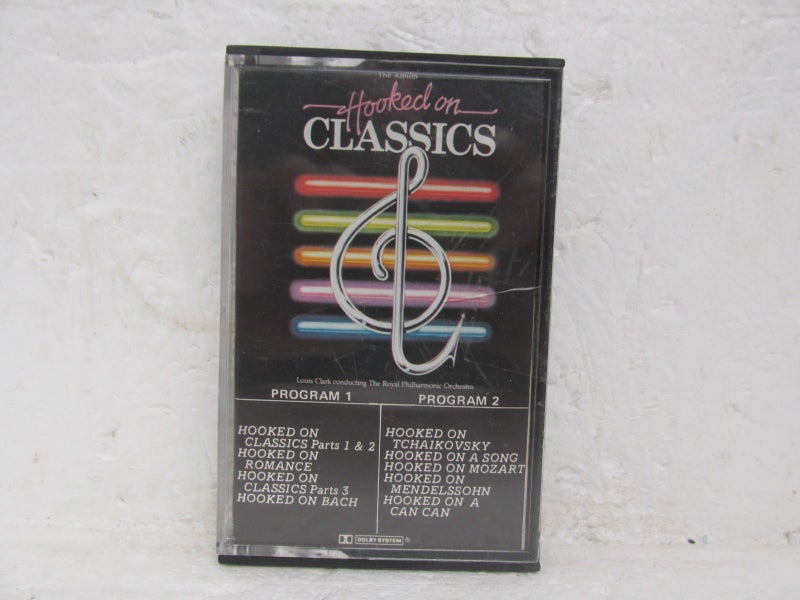 The Album
Hooked on
CLASSICS
Louis Clark conducting The Royal Philharmonic Orchestra
PROGRAM 1
HOOKED ON
CLASSICS Parts 1 & 2
HOOKED ON
ROMANCE
HOOKED ON
CLASSICS Parts 3
HOOKED ON BACH
PROGRAM 2
HOOKED ON
TCHAIKOVSKY
HOOKED ON A SONG
HOOKED ON MOZART
HOOKED ON
MENDELSSOHN
HOOKED ON A
CAN CAN
DOLBY SYSTEM ®